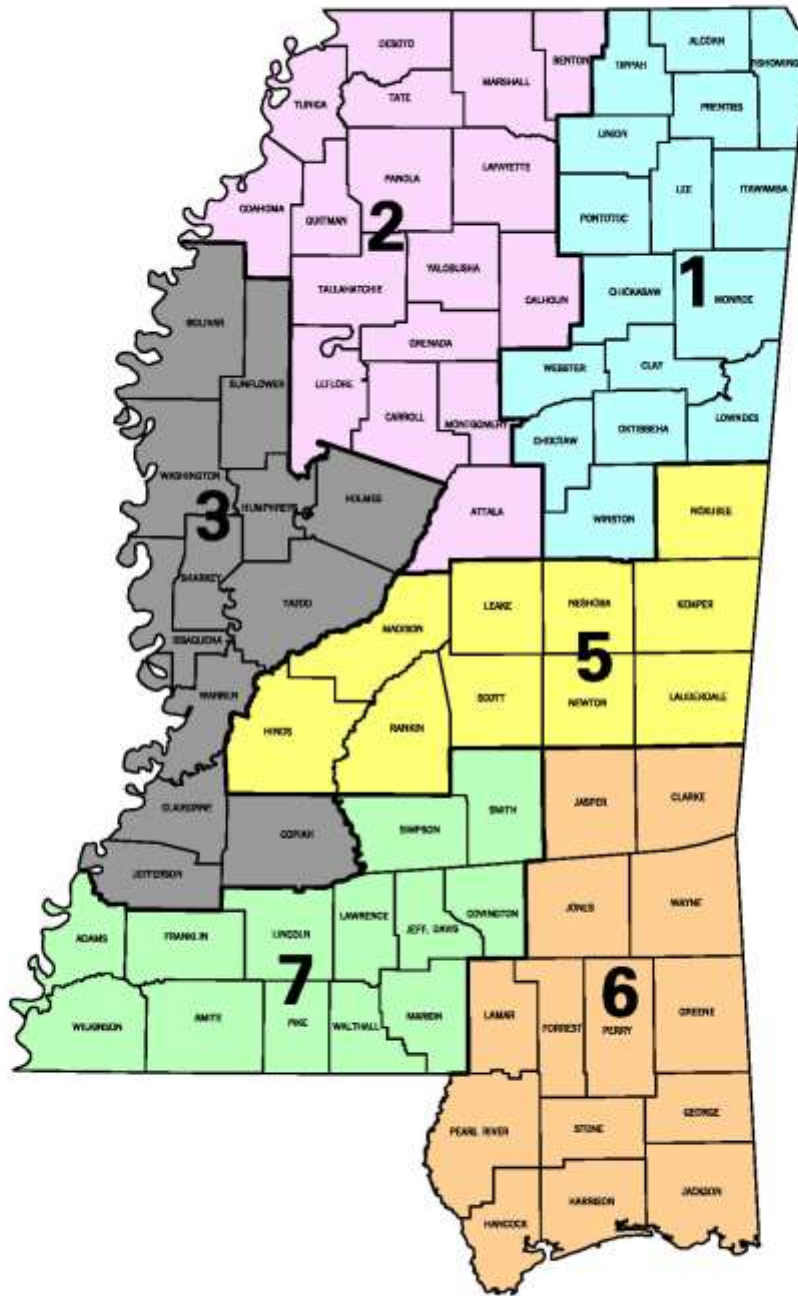 DESOTO
BENTON
TIPPAH
ALCORN
TISHOMINGO
MARSHALL
TUNICA
TATE
PRENTISS
UNION
PANOLA
LAFAYETTE
COAHOMA
QUITMAN
PONTOTOC
LEE
ITAWAMBA
2
TALLAHATCHIE
YALOBUSHA
CALHOUN
CHICKASAW
1
MONROE
BOLIVAR
GRENADA
SUNFLOWER
LEFLORE
WEBSTER
CLAY
CARROLL
MONTGOMERY
CHOCTAW
OKTIBBEHA
LOWNDES
WASHINGTON
3
HUMPHREYS
HOLMES
ATTALA
WINSTON
NOXUBEE
SHARKEY
YAZOO
MADISON
LEAKE
NESHOBA
KEMPER
ISSAQUENA
5
WARREN
HINDS
RANKIN
SCOTT
NEWTON
LAUDERDALE
CLAIBORNE
COPIAH
SIMPSON
SMITH
JASPER
CLARKE
JEFFERSON
ADAMS
FRANKLIN
LINCOLN
LAWRENCE
JEFF. DAVIS
COVINGTON
JONES
WAYNE
7
WILKINSON
AMITE
PIKE
WALTHALL
MARION
LAMAR
FORREST
6
PERRY
GREENE
PEARL RIVER
STONE
GEORGE
HANCOCK
HARRISON
JACKSON